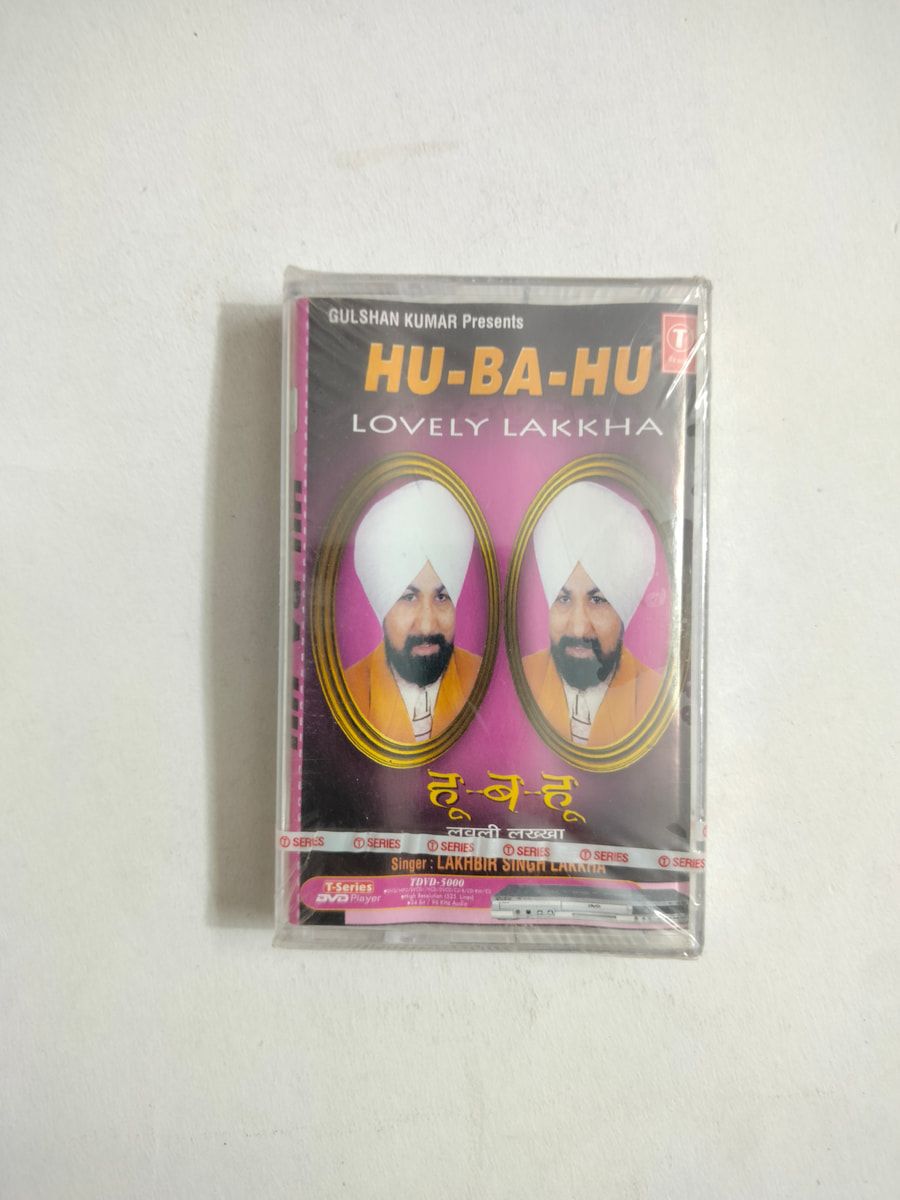 GULSHAN KUMAR Presents
T
HU-BA-HU
LOVELY LAKKHA
हू-ब-हू
लवली लख्खा
T SERIES T SERIES T SERIES T SERIES T SERIES T SERIES
Singer : LAKHBIR SINGH LAKKHA
T-Series
DVD Player
TDVD-5000